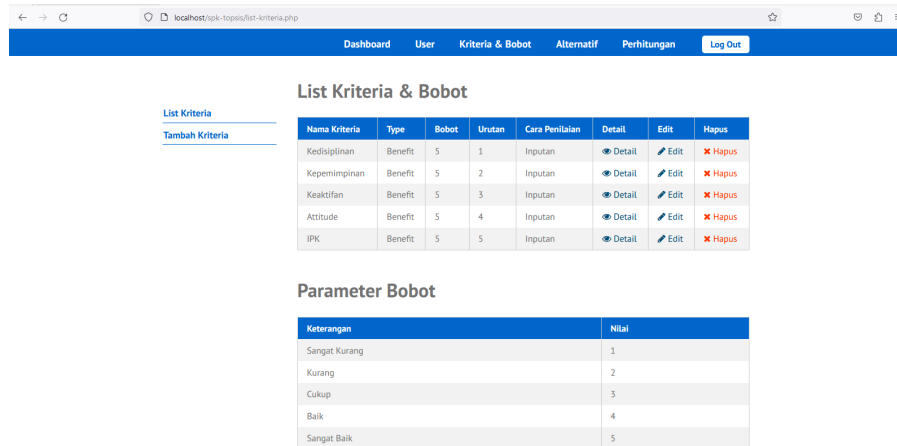 localhost/spk-topsis/list-kriteria.php
Dashboard User Kriteria & Bobot Alternatif Perhitungan Log Out
List Kriteria & Bobot
List Kriteria
Tambah Kriteria
Nama Kriteria Type Bobot Urutan Cara Penilaian Detail Edit Hapus
Kedisiplinan Benefit 5 1 Inputan Detail Edit Hapus
Kepemimpinan Benefit 5 2 Inputan Detail Edit Hapus
Keaktifan Benefit 5 3 Inputan Detail Edit Hapus
Attitude Benefit 5 4 Inputan Detail Edit Hapus
IPK Benefit 5 5 Inputan Detail Edit Hapus
Parameter Bobot
Keterangan Nilai
Sangat Kurang 1
Kurang 2
Cukup 3
Baik 4
Sangat Baik 5